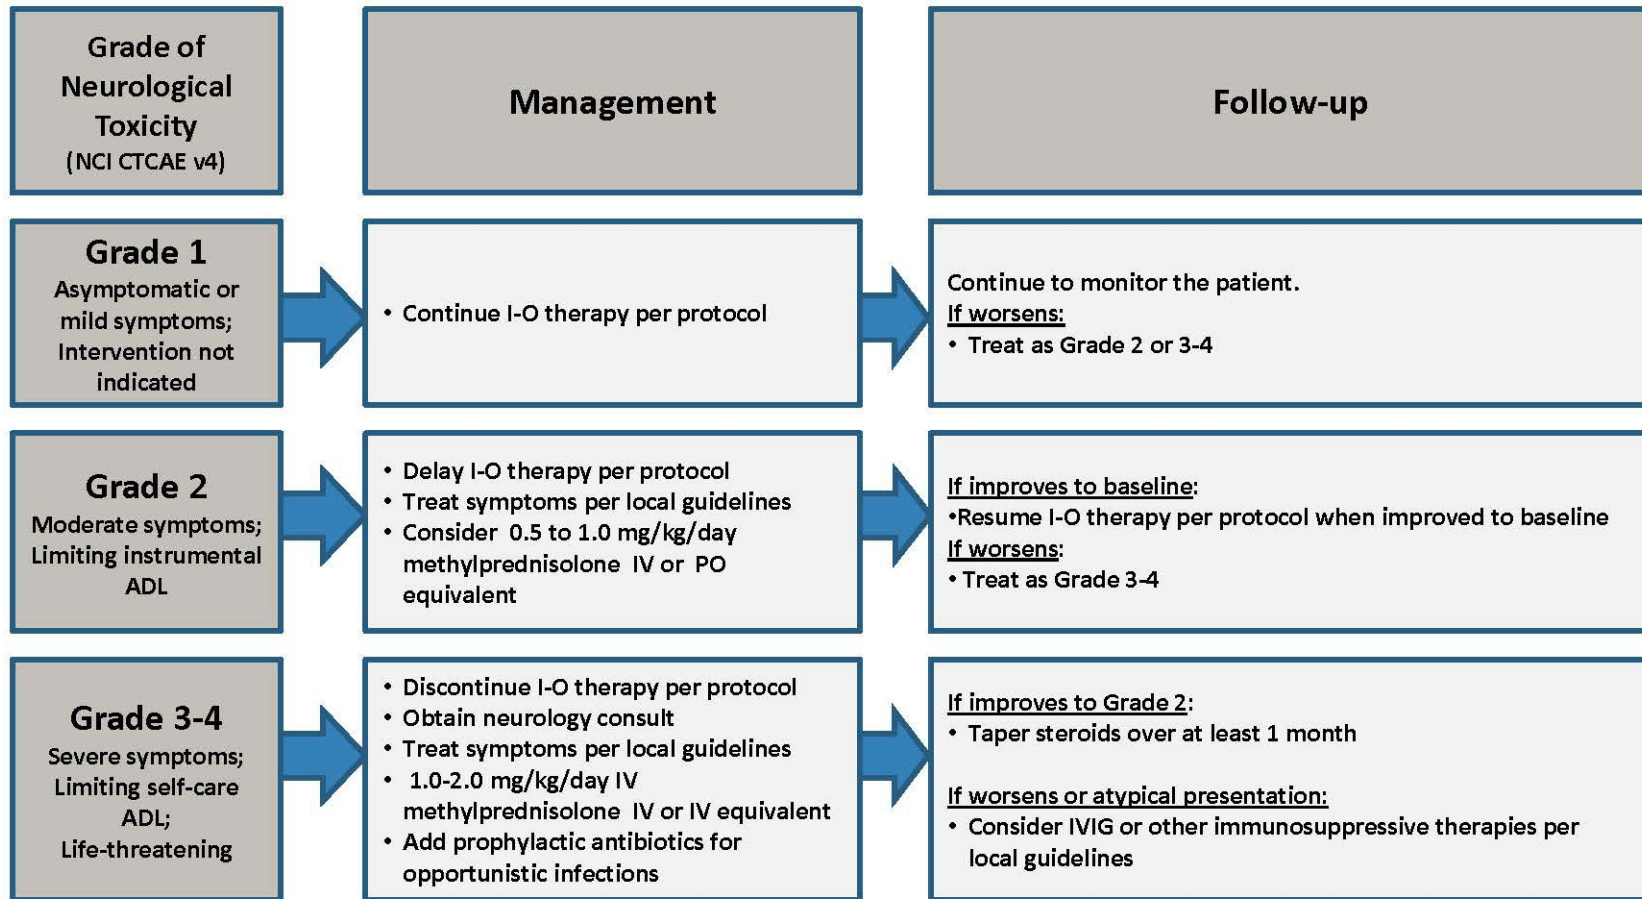 Grade of
Neurological
Toxicity
(NCI CTCAE v4)
Management
Follow-up
Grade 1
Asymptomatic or
mild symptoms;
Intervention not
indicated
• Continue I-O therapy per protocol
Continue to monitor the patient.
If worsens:
• Treat as Grade 2 or 3-4
Grade 2
Moderate symptoms;
Limiting instrumental
ADL
• Delay I-O therapy per protocol
• Treat symptoms per local guidelines
• Consider 0.5 to 1.0 mg/kg/day
methylprednisolone IV or PO
equivalent
If improves to baseline:
•Resume I-O therapy per protocol when improved to baseline
If worsens:
• Treat as Grade 3-4
Grade 3-4
Severe symptoms;
Limiting self-care
ADL;
Life-threatening
• Discontinue I-O therapy per protocol
• Obtain neurology consult
• Treat symptoms per local guidelines
• 1.0-2.0 mg/kg/day IV
methylprednisolone IV or IV equivalent
• Add prophylactic antibiotics for
opportunistic infections
If improves to Grade 2:
• Taper steroids over at least 1 month
If worsens or atypical presentation:
• Consider IVIG or other immunosuppressive therapies per
local guidelines